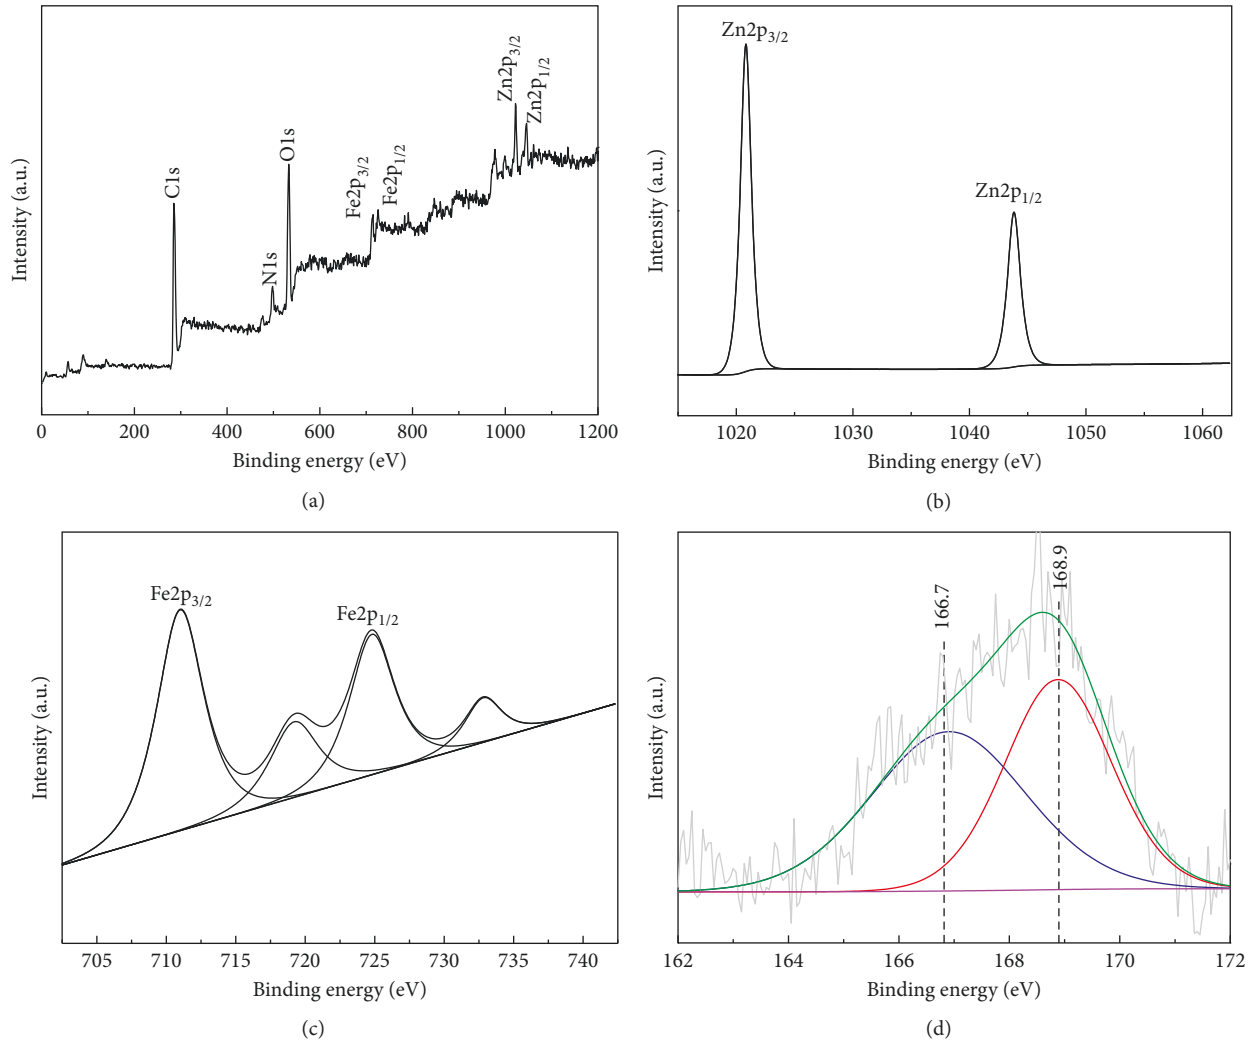 Intensity (a.u.)
C1s
N1s
O1s
Fe2p3/2
Fe2p1/2
Zn2p3/2
Zn2p1/2
0 200 400 600 800 1000 1200
Binding energy (eV)
(a)
Intensity (a.u.)
Zn2p3/2
Zn2p1/2
1020 1030 1040 1050 1060
Binding energy (eV)
(b)
Intensity (a.u.)
Fe2p3/2
Fe2p1/2
705 710 715 720 725 730 735 740
Binding energy (eV)
(c)
Intensity (a.u.)
166.7
168.9
162 164 166 168 170 172
Binding energy (eV)
(d)